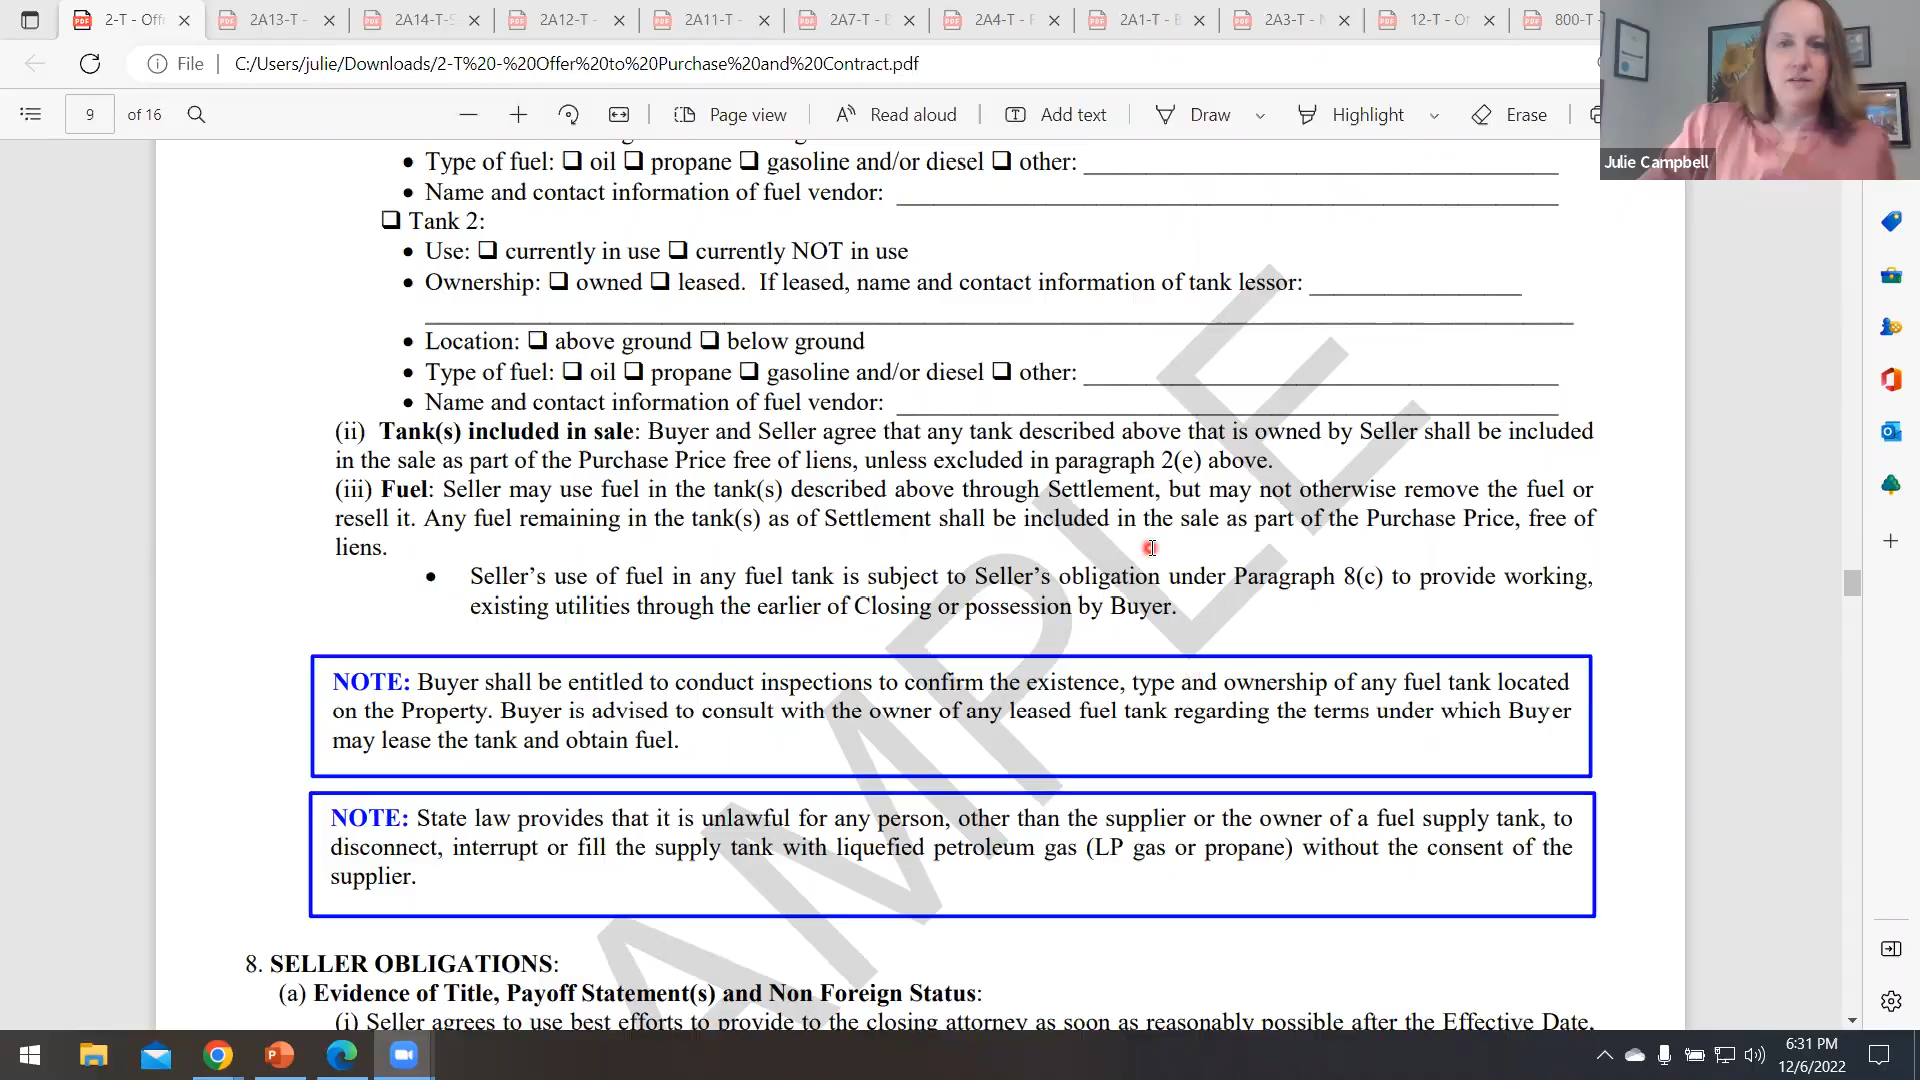 2-T - Off
2A13-T -
2A14-T-S
2A12-T -
2A11-T -
2A7-T - B
2A4-T - F
2A1-T - B
2A3-T - N
12-T - Or
800-T -
File
C:/Users/julie/Downloads/2-T%20-%20Offer%20to%20Purchase%20and%20Contract.pdf
9 of 16
Page view
Read aloud
Add text
Draw
Highlight
Erase
Julie Campbell
• Type of fuel: ❑ oil ❑ propane ❑ gasoline and/or diesel ❑ other: ____________________
• Name and contact information of fuel vendor: ____________________
❑ Tank 2:
• Use: ❑ currently in use ❑ currently NOT in use
• Ownership: ❑ owned ❑ leased. If leased, name and contact information of tank lessor: ____________________
• Location: ❑ above ground ❑ below ground
• Type of fuel: ❑ oil ❑ propane ❑ gasoline and/or diesel ❑ other: ____________________
• Name and contact information of fuel vendor: ____________________
(ii) Tank(s) included in sale: Buyer and Seller agree that any tank described above that is owned by Seller shall be included
in the sale as part of the Purchase Price free of liens, unless excluded in paragraph 2(e) above.
(iii) Fuel: Seller may use fuel in the tank(s) described above through Settlement, but may not otherwise remove the fuel or
resell it. Any fuel remaining in the tank(s) as of Settlement shall be included in the sale as part of the Purchase Price, free of
liens.
• Seller's use of fuel in any fuel tank is subject to Seller's obligation under Paragraph 8(c) to provide working,
existing utilities through the earlier of Closing or possession by Buyer.
NOTE: Buyer shall be entitled to conduct inspections to confirm the existence, type and ownership of any fuel tank located
on the Property. Buyer is advised to consult with the owner of any leased fuel tank regarding the terms under which Buyer
may lease the tank and obtain fuel.
NOTE: State law provides that it is unlawful for any person, other than the supplier or the owner of a fuel supply tank, to
disconnect, interrupt or fill the supply tank with liquefied petroleum gas (LP gas or propane) without the consent of the
supplier.
8. SELLER OBLIGATIONS:
(a) Evidence of Title, Payoff Statement(s) and Non Foreign Status:
(i) Seller agrees to use best efforts to provide to the closing attorney as soon as reasonably possible after the Effective Date,
AMPLE
6:31 PM
12/6/2022